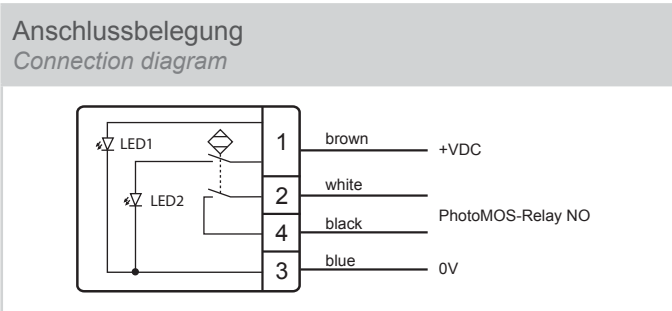 Anschlussbelegung
Connection diagram
LED1
LED2
1 brown +VDC
2 white
PhotoMOS-Relay NO
4 black
3 blue 0V